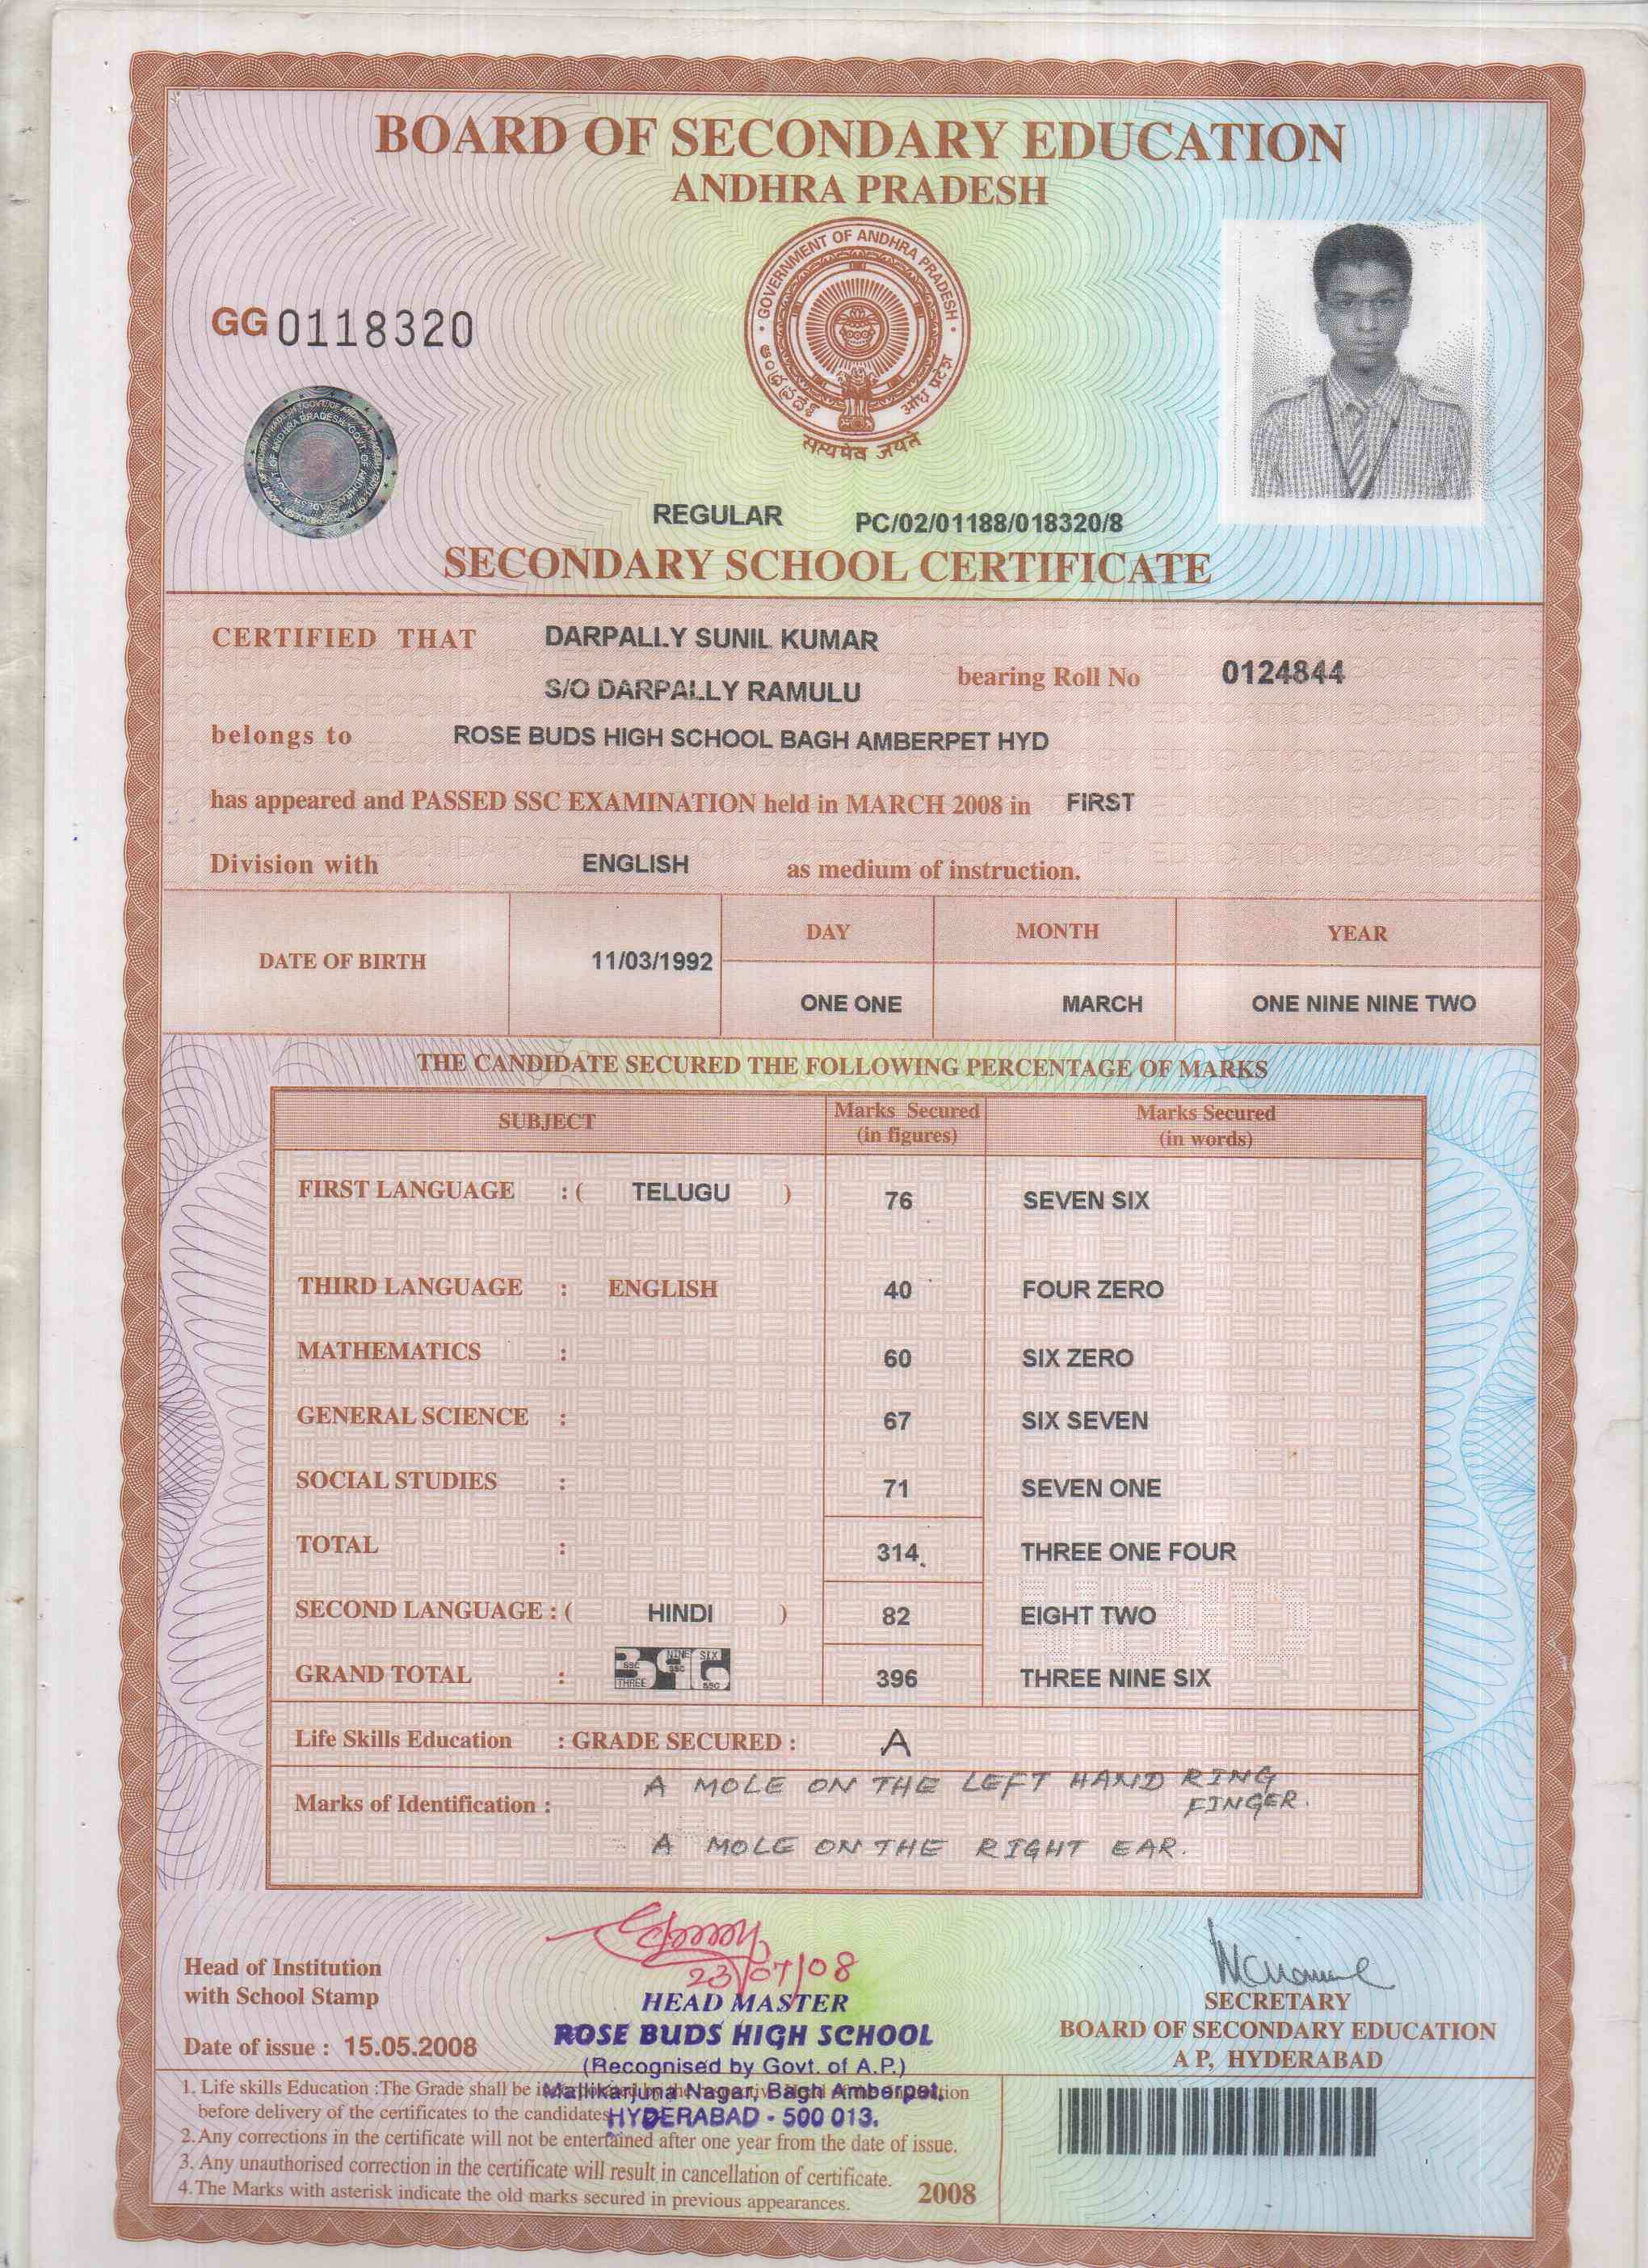 BOARD OF SECONDARY EDUCATION
ANDHRA PRADESH
GOVERNMENT OF ANDHRA PRADESH
ఆంధ్రప్రదేశ్
आंध्र प्रदेश
सत्यमेव जयते
GG 0118320
REGULAR PC/02/01188/018320/8
SECONDARY SCHOOL CERTIFICATE
CERTIFIED THAT DARPALLY SUNIL KUMAR
S/O DARPALLY RAMULU bearing Roll No 0124844
belongs to ROSE BUDS HIGH SCHOOL BAGH AMBERPET HYD
has appeared and PASSED SSC EXAMINATION held in MARCH 2008 in FIRST
Division with ENGLISH as medium of instruction.
DAY MONTH YEAR
DATE OF BIRTH 11/03/1992
ONE ONE MARCH ONE NINE NINE TWO
THE CANDIDATE SECURED THE FOLLOWING PERCENTAGE OF MARKS
SUBJECT Marks Secured (in figures) Marks Secured (in words)
FIRST LANGUAGE : ( TELUGU ) 76 SEVEN SIX
THIRD LANGUAGE : ENGLISH 40 FOUR ZERO
MATHEMATICS : 60 SIX ZERO
GENERAL SCIENCE : 67 SIX SEVEN
SOCIAL STUDIES : 71 SEVEN ONE
TOTAL : 314 THREE ONE FOUR
SECOND LANGUAGE : ( HINDI ) 82 EIGHT TWO
GRAND TOTAL : 396 396 THREE NINE SIX
Life Skills Education : GRADE SECURED : A
Marks of Identification : A MOLE ON THE LEFT HAND RING
FINGER.
A MOLE ON THE RIGHT EAR.
23/07/08
Head of Institution
with School Stamp
HEAD MASTER
ROSE BUDS HIGH SCHOOL
(Recognised by Govt. of A.P.)
Mallikarjuna Nagar, Bagh Amberpet,
HYDERABAD - 500 013.
SECRETARY
BOARD OF SECONDARY EDUCATION
A P, HYDERABAD
Date of issue : 15.05.2008
1. Life skills Education :The Grade shall be
before delivery of the certificates to the candidates
2. Any corrections in the certificate will not be entertained after one year from the date of issue.
3. Any unauthorised correction in the certificate will result in cancellation of certificate.
4. The Marks with asterisk indicate the old marks secured in previous appearances.
2008